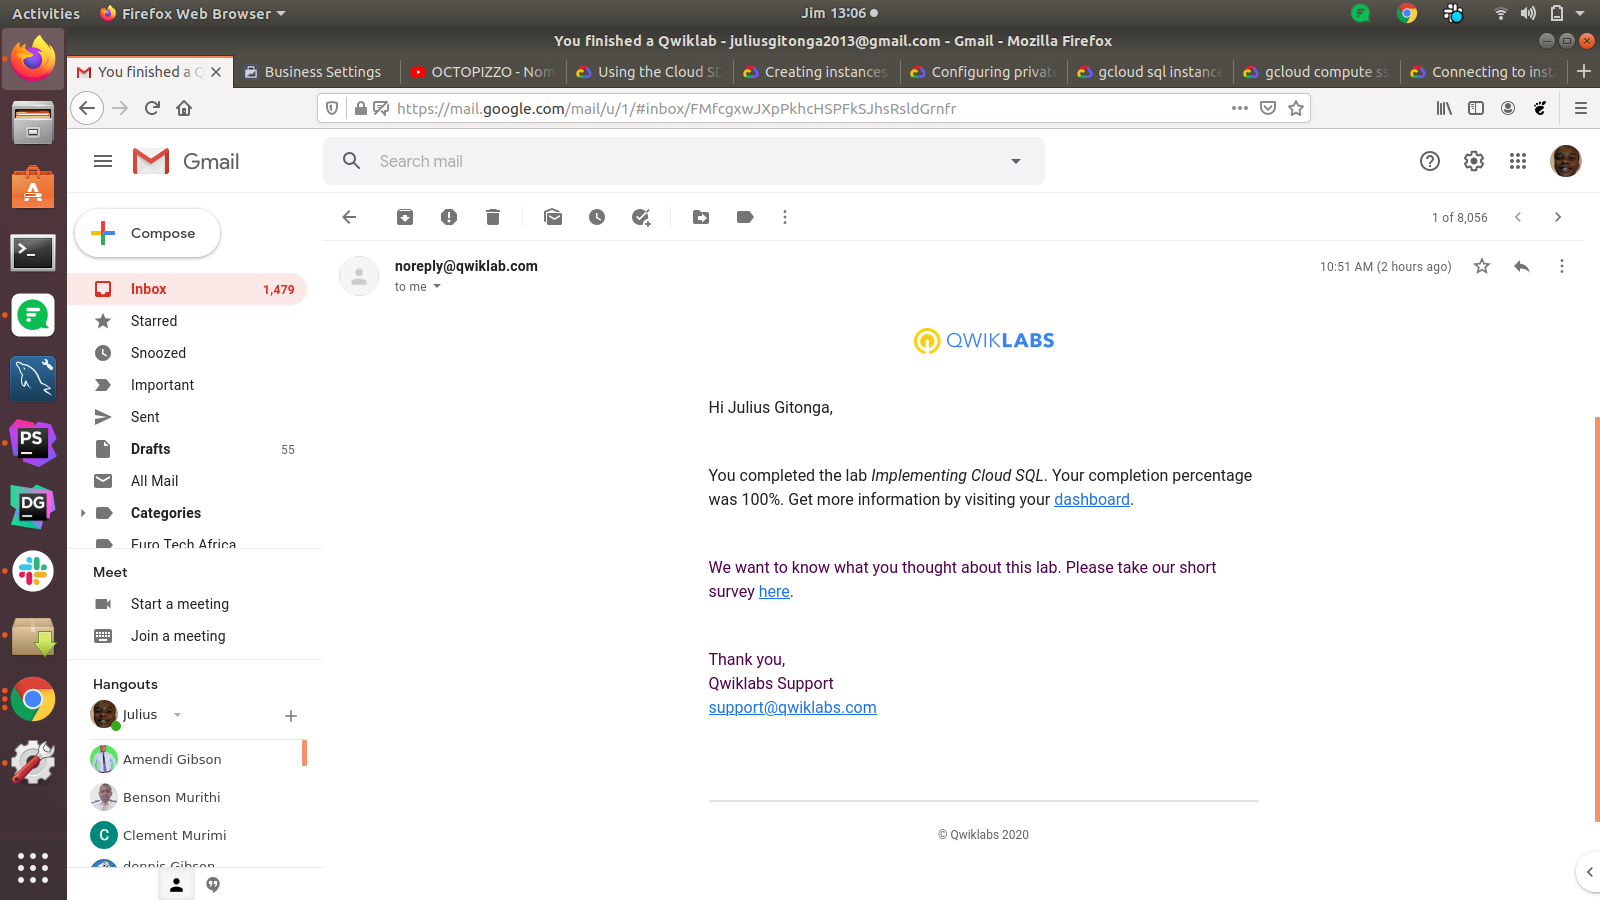 Activities
Firefox Web Browser
Jim 13:06
You finished a Qwiklab - juliusgitonga2013@gmail.com - Gmail - Mozilla Firefox
You finished a Q
Business Settings
OCTOPIZZO - Nom
Using the Cloud SD
Creating instances
Configuring privat
gcloud sql instance
gcloud compute ss
Connecting to inst
https://mail.google.com/mail/u/1/#inbox/FMfcgxwJXpPkhcHSPFkSJhsRsldGrnfr
Gmail
Search mail
Compose
1 of 8,056
Inbox 1,479
Starred
Snoozed
Important
Sent
Drafts 55
All Mail
Categories
Euro Tech Africa
Meet
Start a meeting
Join a meeting
Hangouts
Julius
Amendi Gibson
Benson Murithi
C Clement Murimi
dennis Gibson
noreply@qwiklab.com
to me
10:51 AM (2 hours ago)
QWIKLABS
Hi Julius Gitonga,
You completed the lab Implementing Cloud SQL. Your completion percentage
was 100%. Get more information by visiting your dashboard.
We want to know what you thought about this lab. Please take our short
survey here.
Thank you,
Qwiklabs Support
support@qwiklabs.com
© Qwiklabs 2020
PS
DG